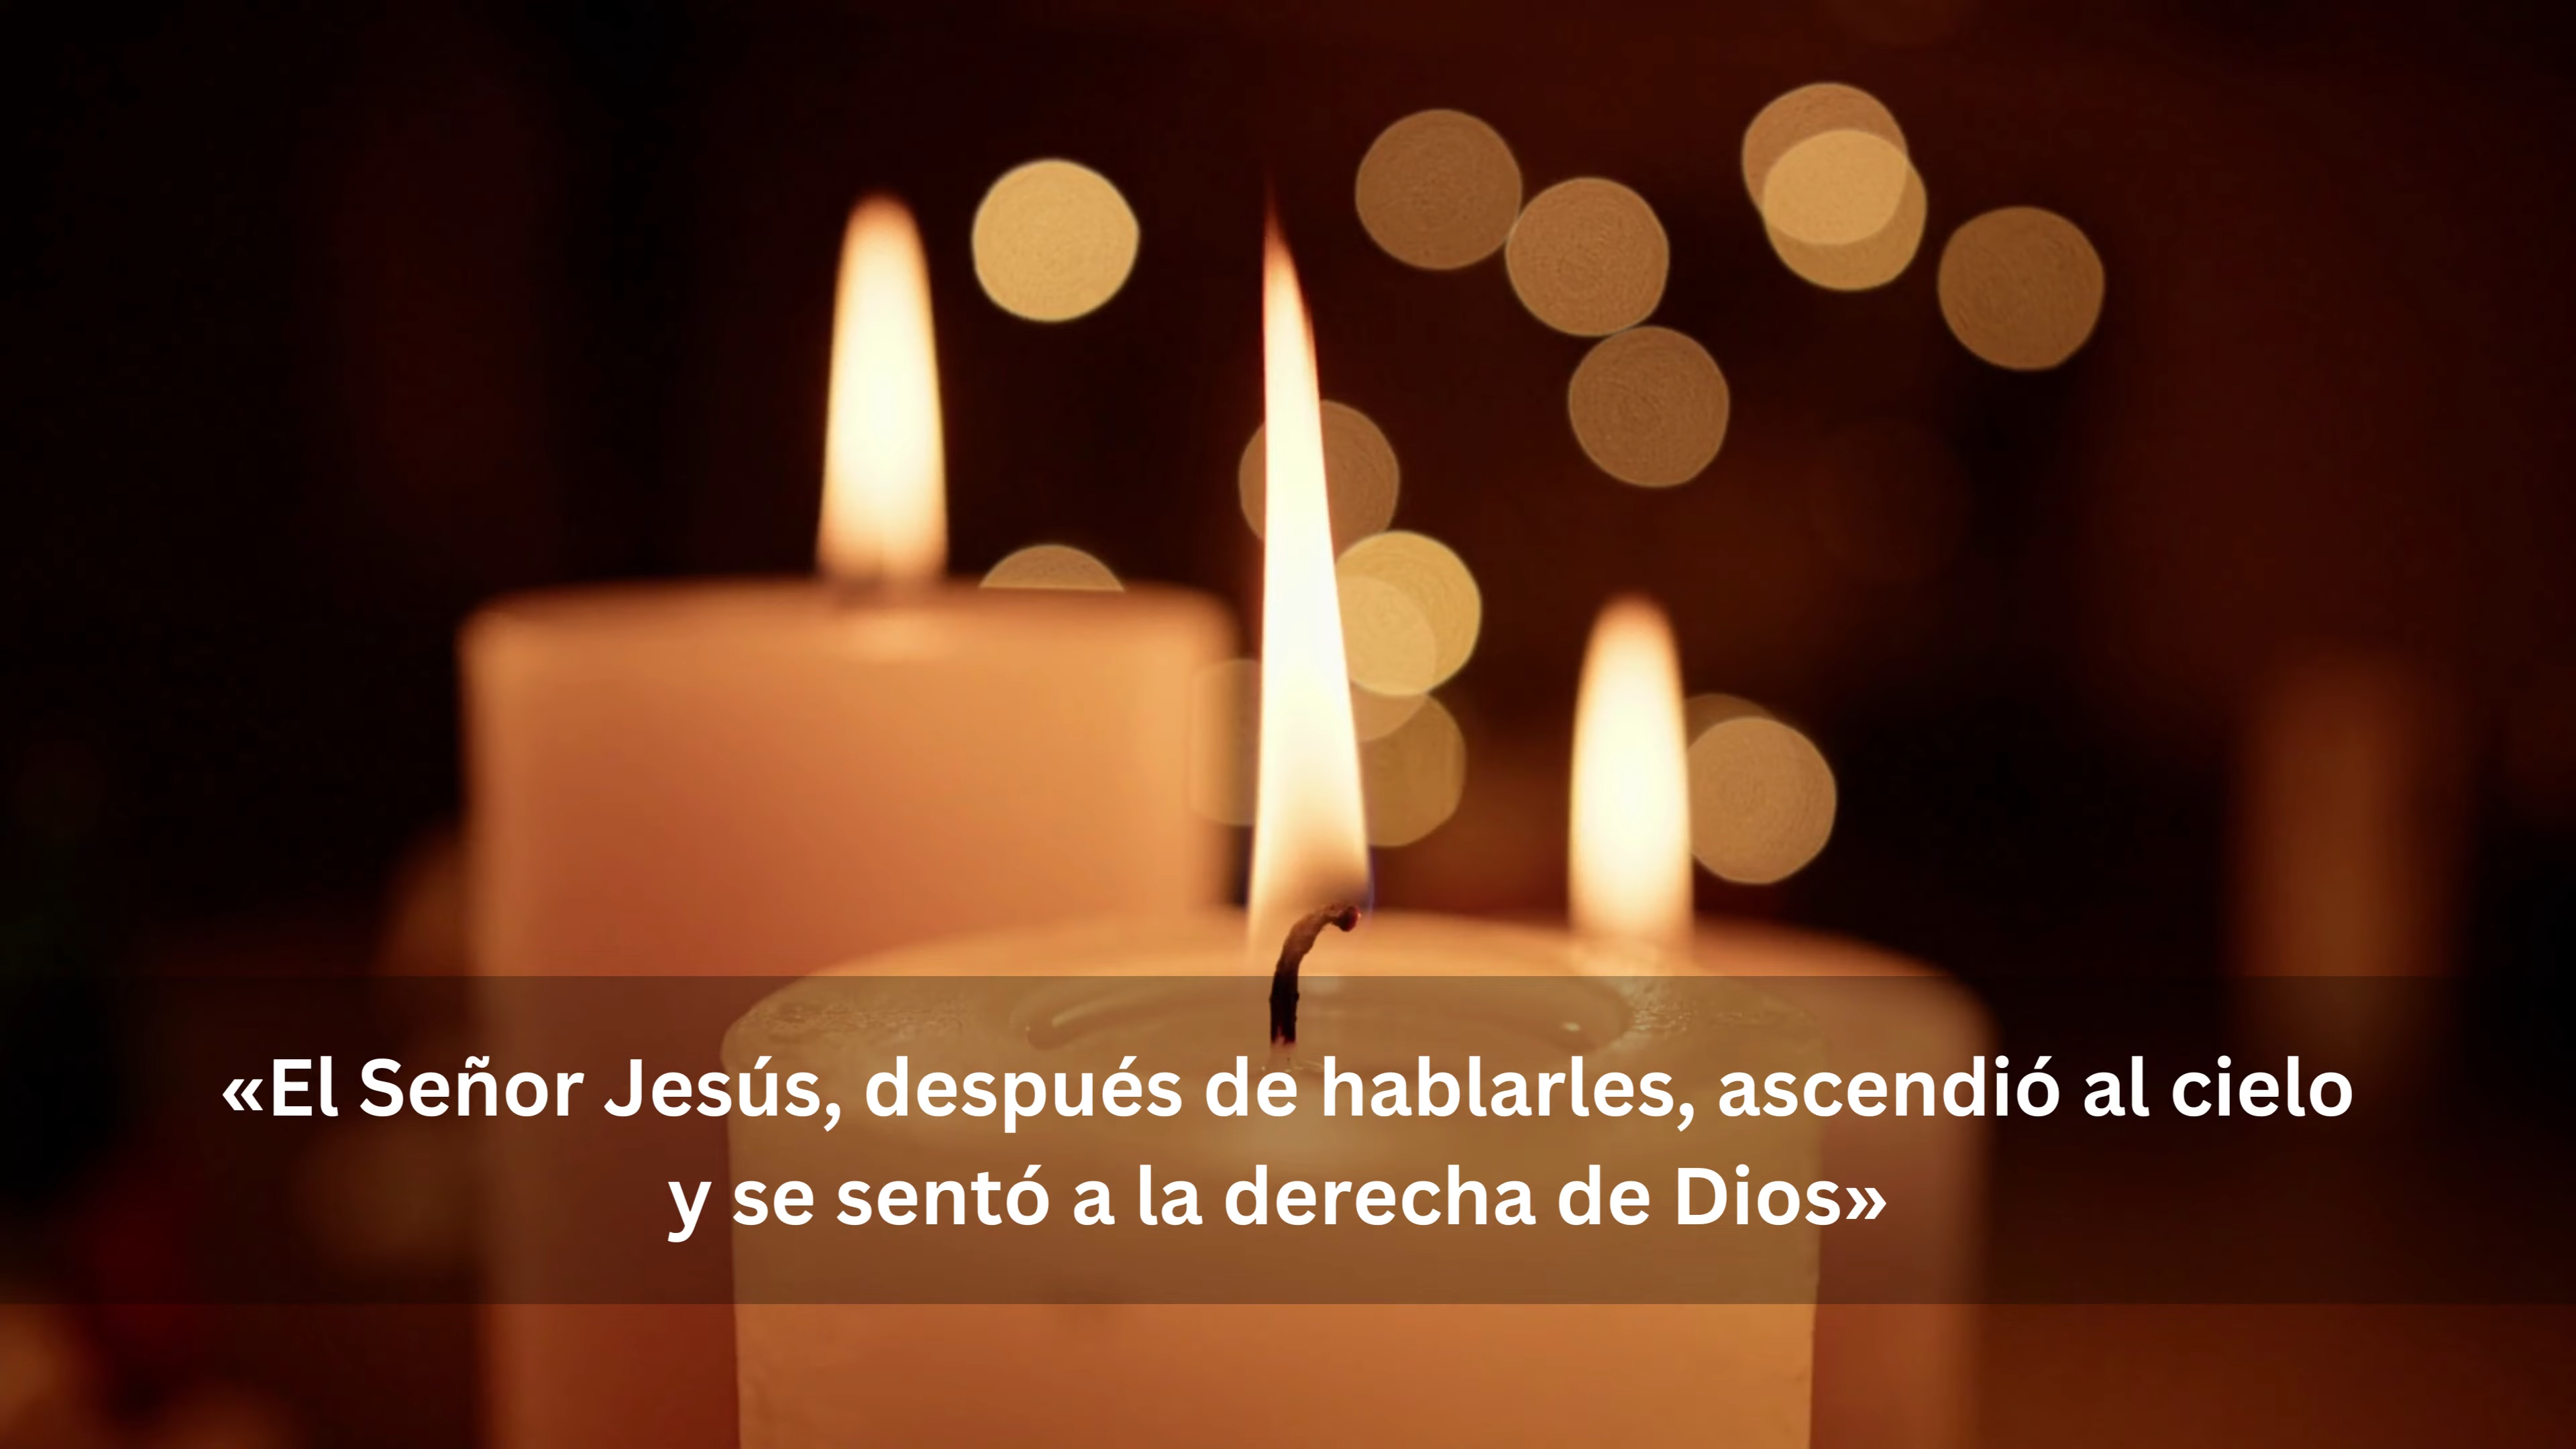 «El Señor Jesús, después de hablarles, ascendió al cielo
y se sentó a la derecha de Dios»